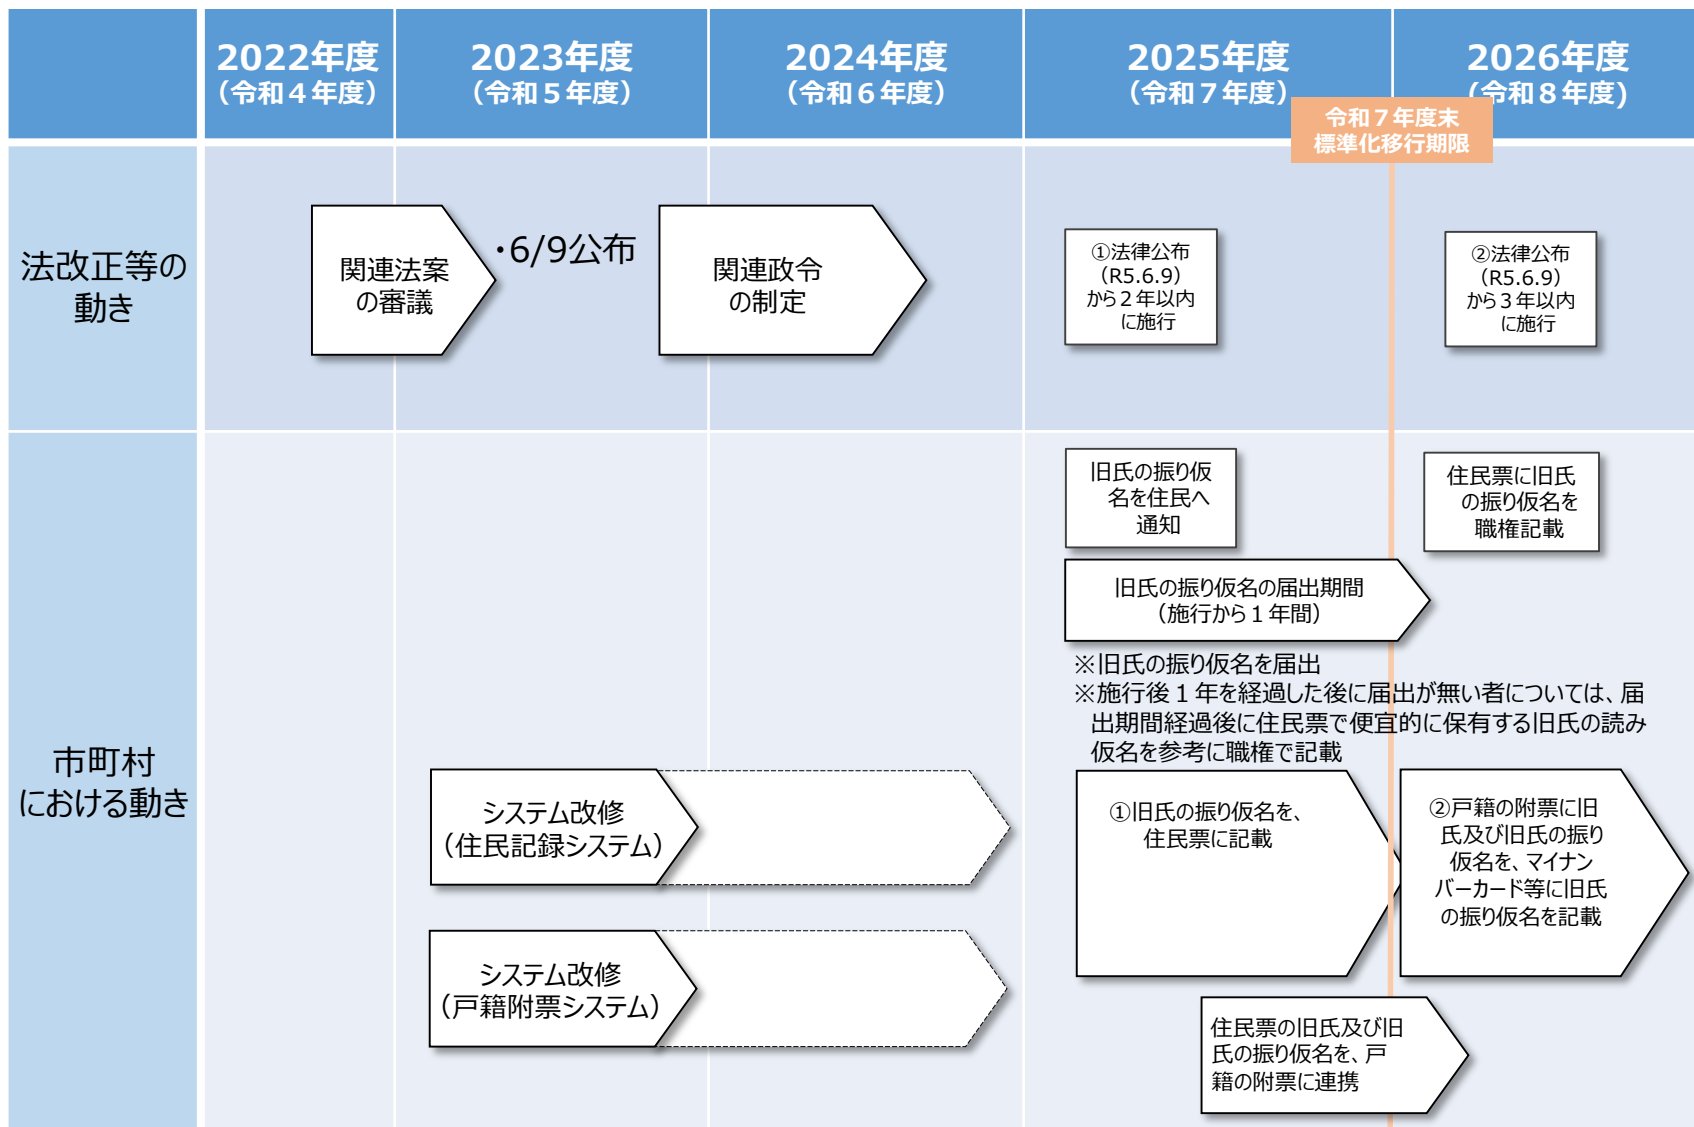 2022年度
（令和４年度）
2023年度
（令和５年度）
2024年度
（令和６年度）
2025年度
（令和７年度）
2026年度
（令和８年度)
令和７年度末
標準化移行期限
法改正等の
動き
関連法案
の審議
・6/9公布
関連政令
の制定
①法律公布
（R5.6.9）
から２年以内
に施行
②法律公布
（R5.6.9）
から３年以内
に施行
市町村
における動き
旧氏の振り仮
名を住民へ
通知
住民票に旧氏
の振り仮名を
職権記載
旧氏の振り仮名の届出期間
（施行から１年間）
※旧氏の振り仮名を届出
※施行後１年を経過した後に届出が無い者については、届
出期間経過後に住民票で便宜的に保有する旧氏の読み
仮名を参考に職権で記載
システム改修
（住民記録システム）
①旧氏の振り仮名を、
住民票に記載
②戸籍の附票に旧
氏及び旧氏の振り
仮名を、マイナン
バーカード等に旧氏
の振り仮名を記載
システム改修
（戸籍附票システム）
住民票の旧氏及び旧
氏の振り仮名を、戸
籍の附票に連携